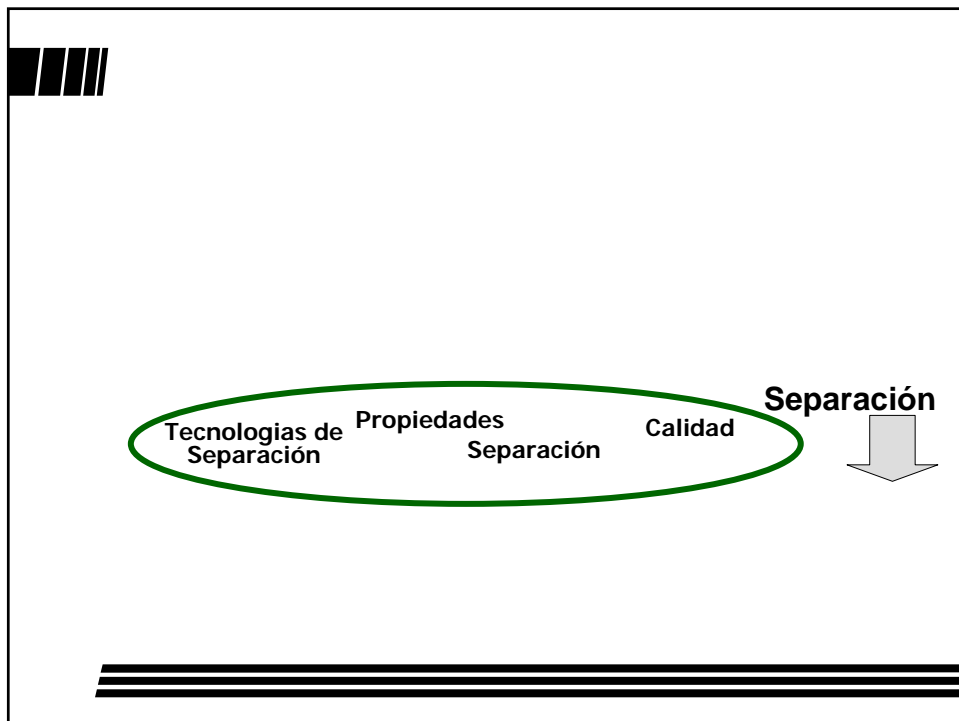 Tecnologias de
Separación
Propiedades
Separación
Calidad
Separación